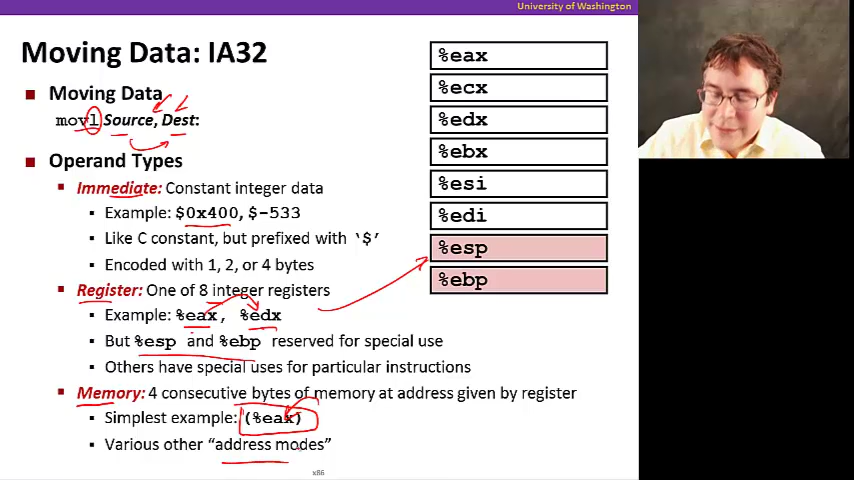 University of Washington
Moving Data: IA32
Moving Data
movl Source, Dest:
Operand Types
Immediate: Constant integer data
Example: $0x400, $-533
Like C constant, but prefixed with ‘$’
Encoded with 1, 2, or 4 bytes
Register: One of 8 integer registers
Example: %eax, %edx
But %esp and %ebp reserved for special use
Others have special uses for particular instructions
Memory: 4 consecutive bytes of memory at address given by register
Simplest example: (%eax)
Various other “address modes”
%eax
%ecx
%edx
%ebx
%esi
%edi
%esp
%ebp
x86